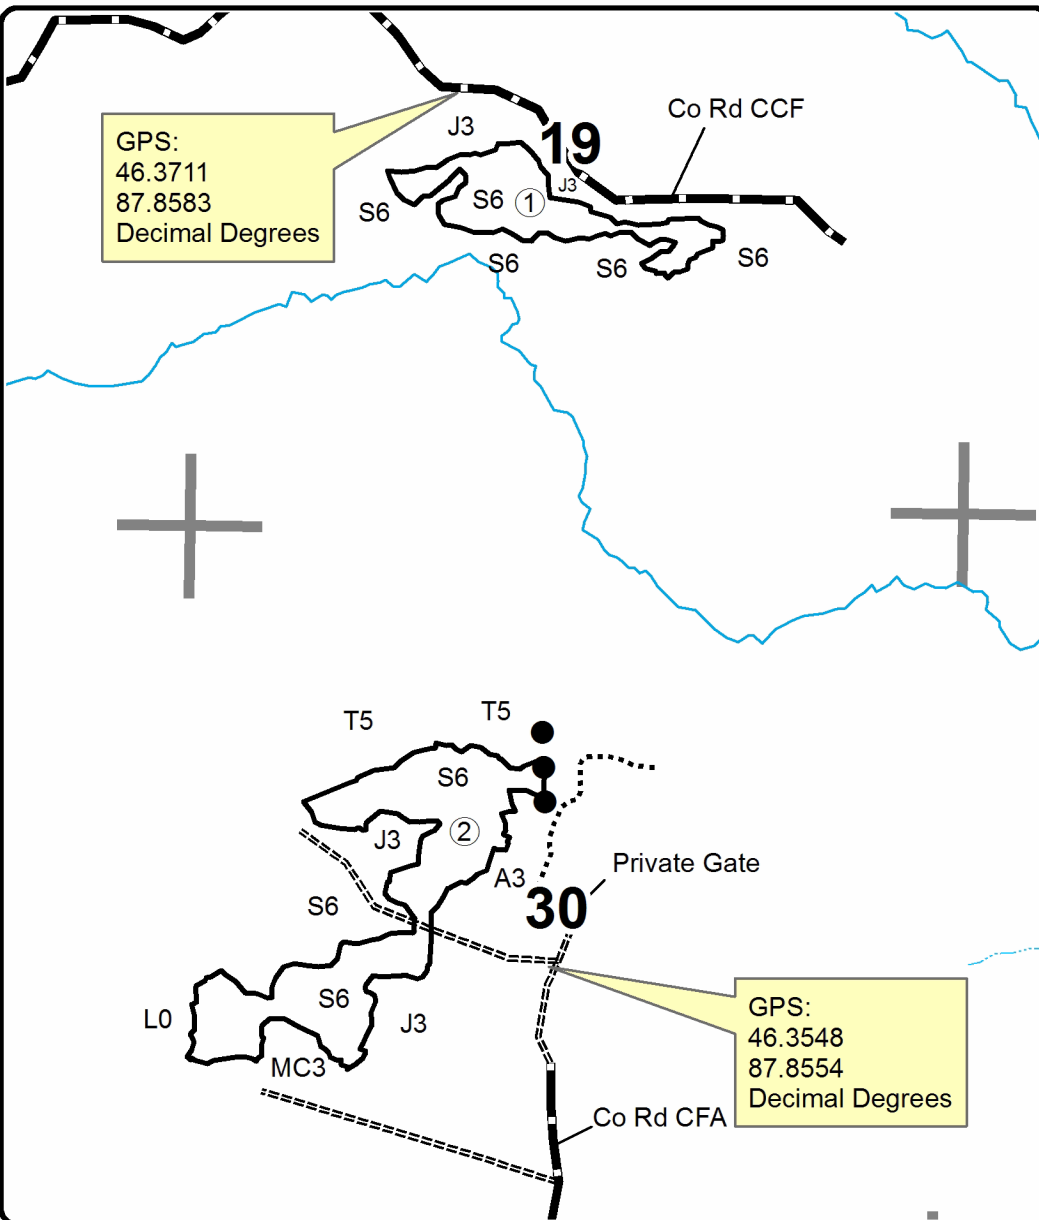 Co Rd CCF
J3
19
GPS:
46.3711
87.8583
Decimal Degrees
J3
S6
1
S6
S6
S6
S6
T5
T5
S6
2
J3
A3
Private Gate
S6
30
S6
L0
J3
GPS:
46.3548
87.8554
Decimal Degrees
MC3
Co Rd CFA